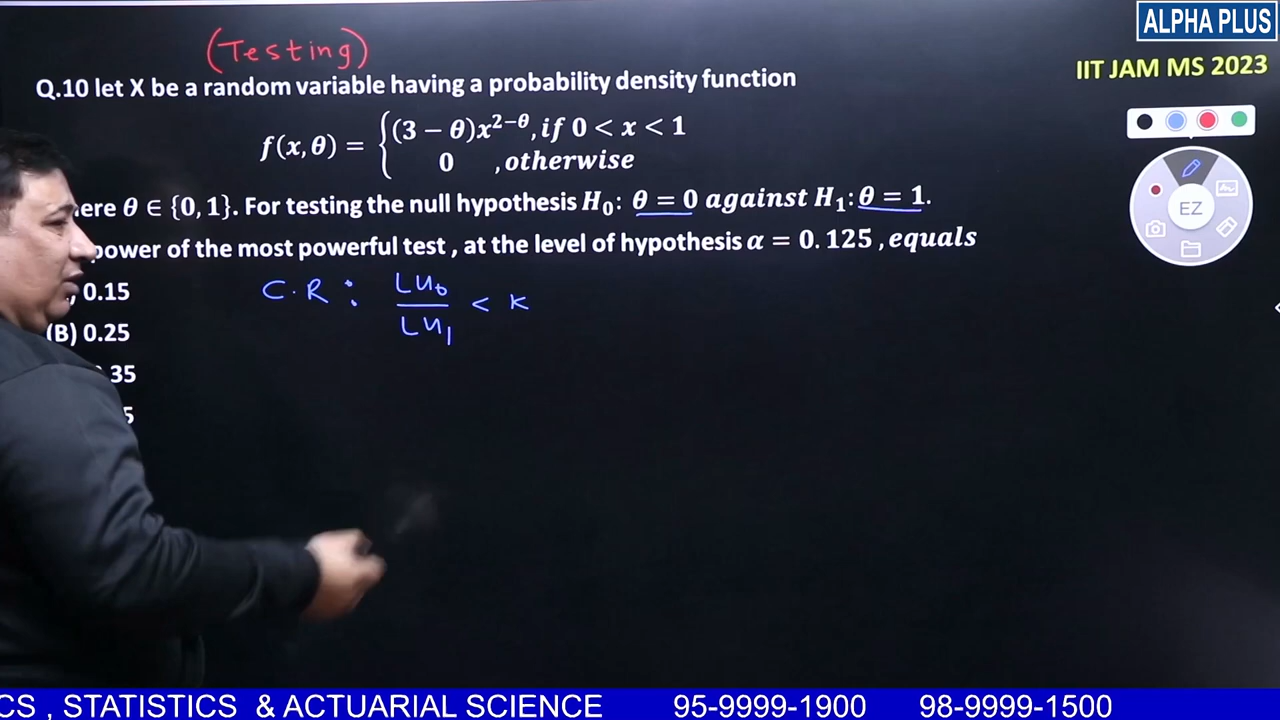 ALPHA PLUS
(Testing)
IIT JAM MS 2023
Q.10 let X be a random variable having a probability density function
f(x, θ) = { (3 − θ)x^{2−θ}, if 0 < x < 1
0 , otherwise
ere θ ∈ {0, 1}. For testing the null hypothesis H₀: θ = 0 against H₁: θ = 1.
power of the most powerful test , at the level of hypothesis α = 0.125 , equals
0.15
C.R : LH₀ / LH₁ < K
(B) 0.25
35
5
EZ
CS , STATISTICS & ACTUARIAL SCIENCE 95-9999-1900 98-9999-1500